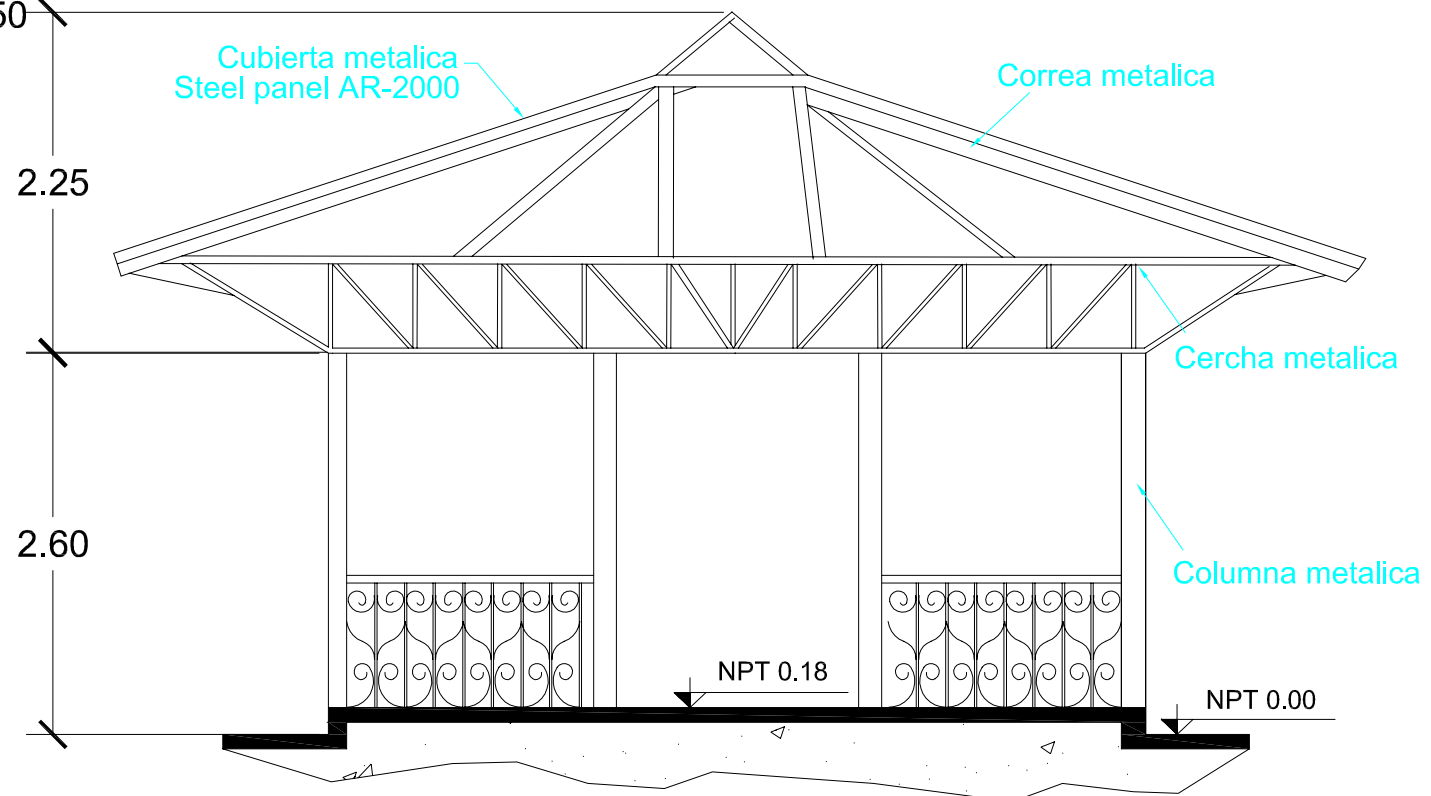 50
Cubierta metalica
Steel panel AR-2000
Correa metalica
2.25
Cercha metalica
2.60
Columna metalica
NPT 0.18
NPT 0.00